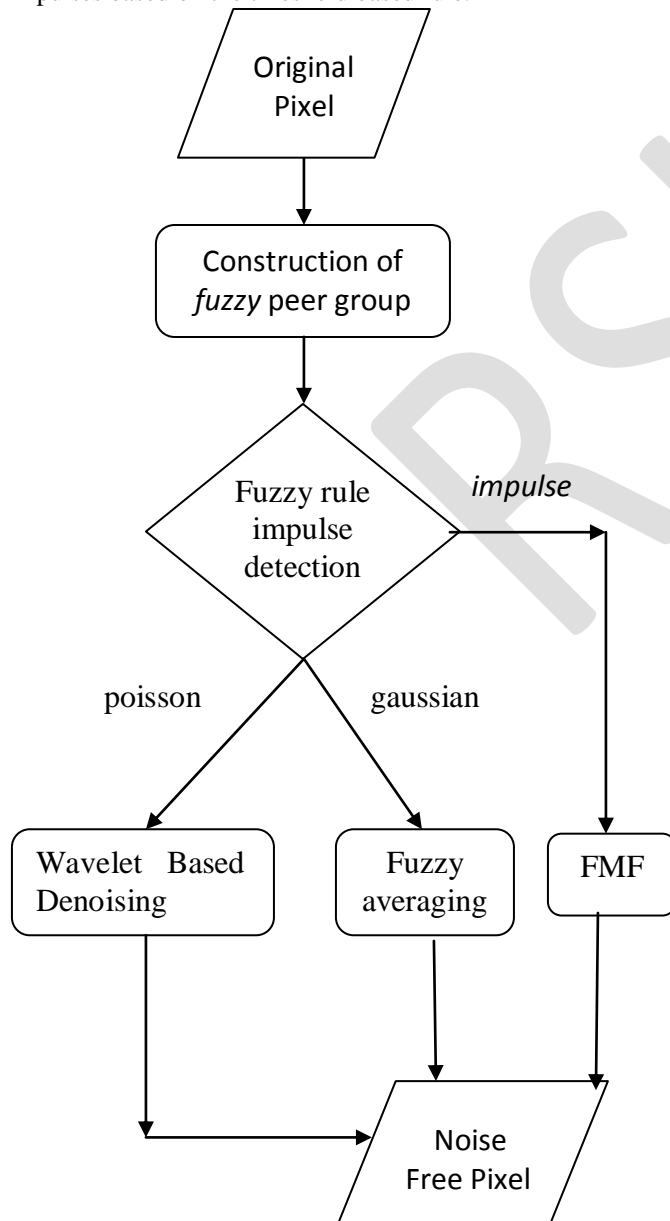 Original
Pixel
Construction of
fuzzy peer group
Fuzzy rule
impulse
detection
impulse
poisson
gaussian
Wavelet Based
Denoising
Fuzzy
averaging
FMF
Noise
Free Pixel